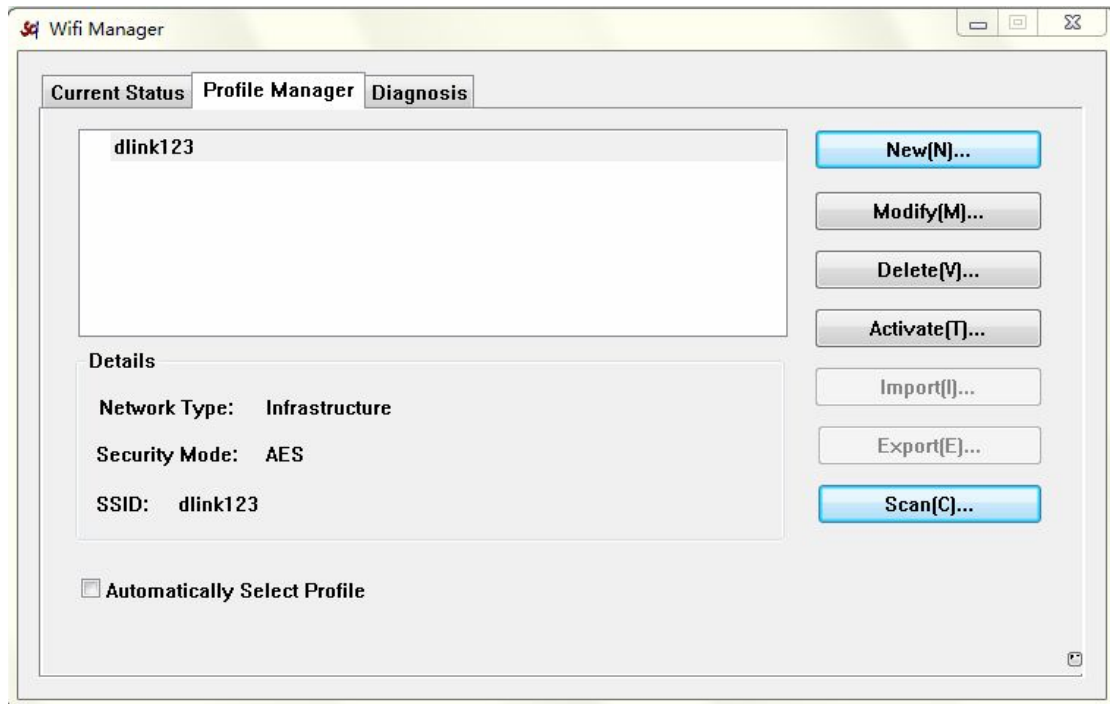 Wifi Manager
Current Status
Profile Manager
Diagnosis
dlink123
New(N)...
Modify(M)...
Delete(V)...
Activate(T)...
Import(I)...
Export(E)...
Scan(C)...
Details
Network Type: Infrastructure
Security Mode: AES
SSID: dlink123
Automatically Select Profile